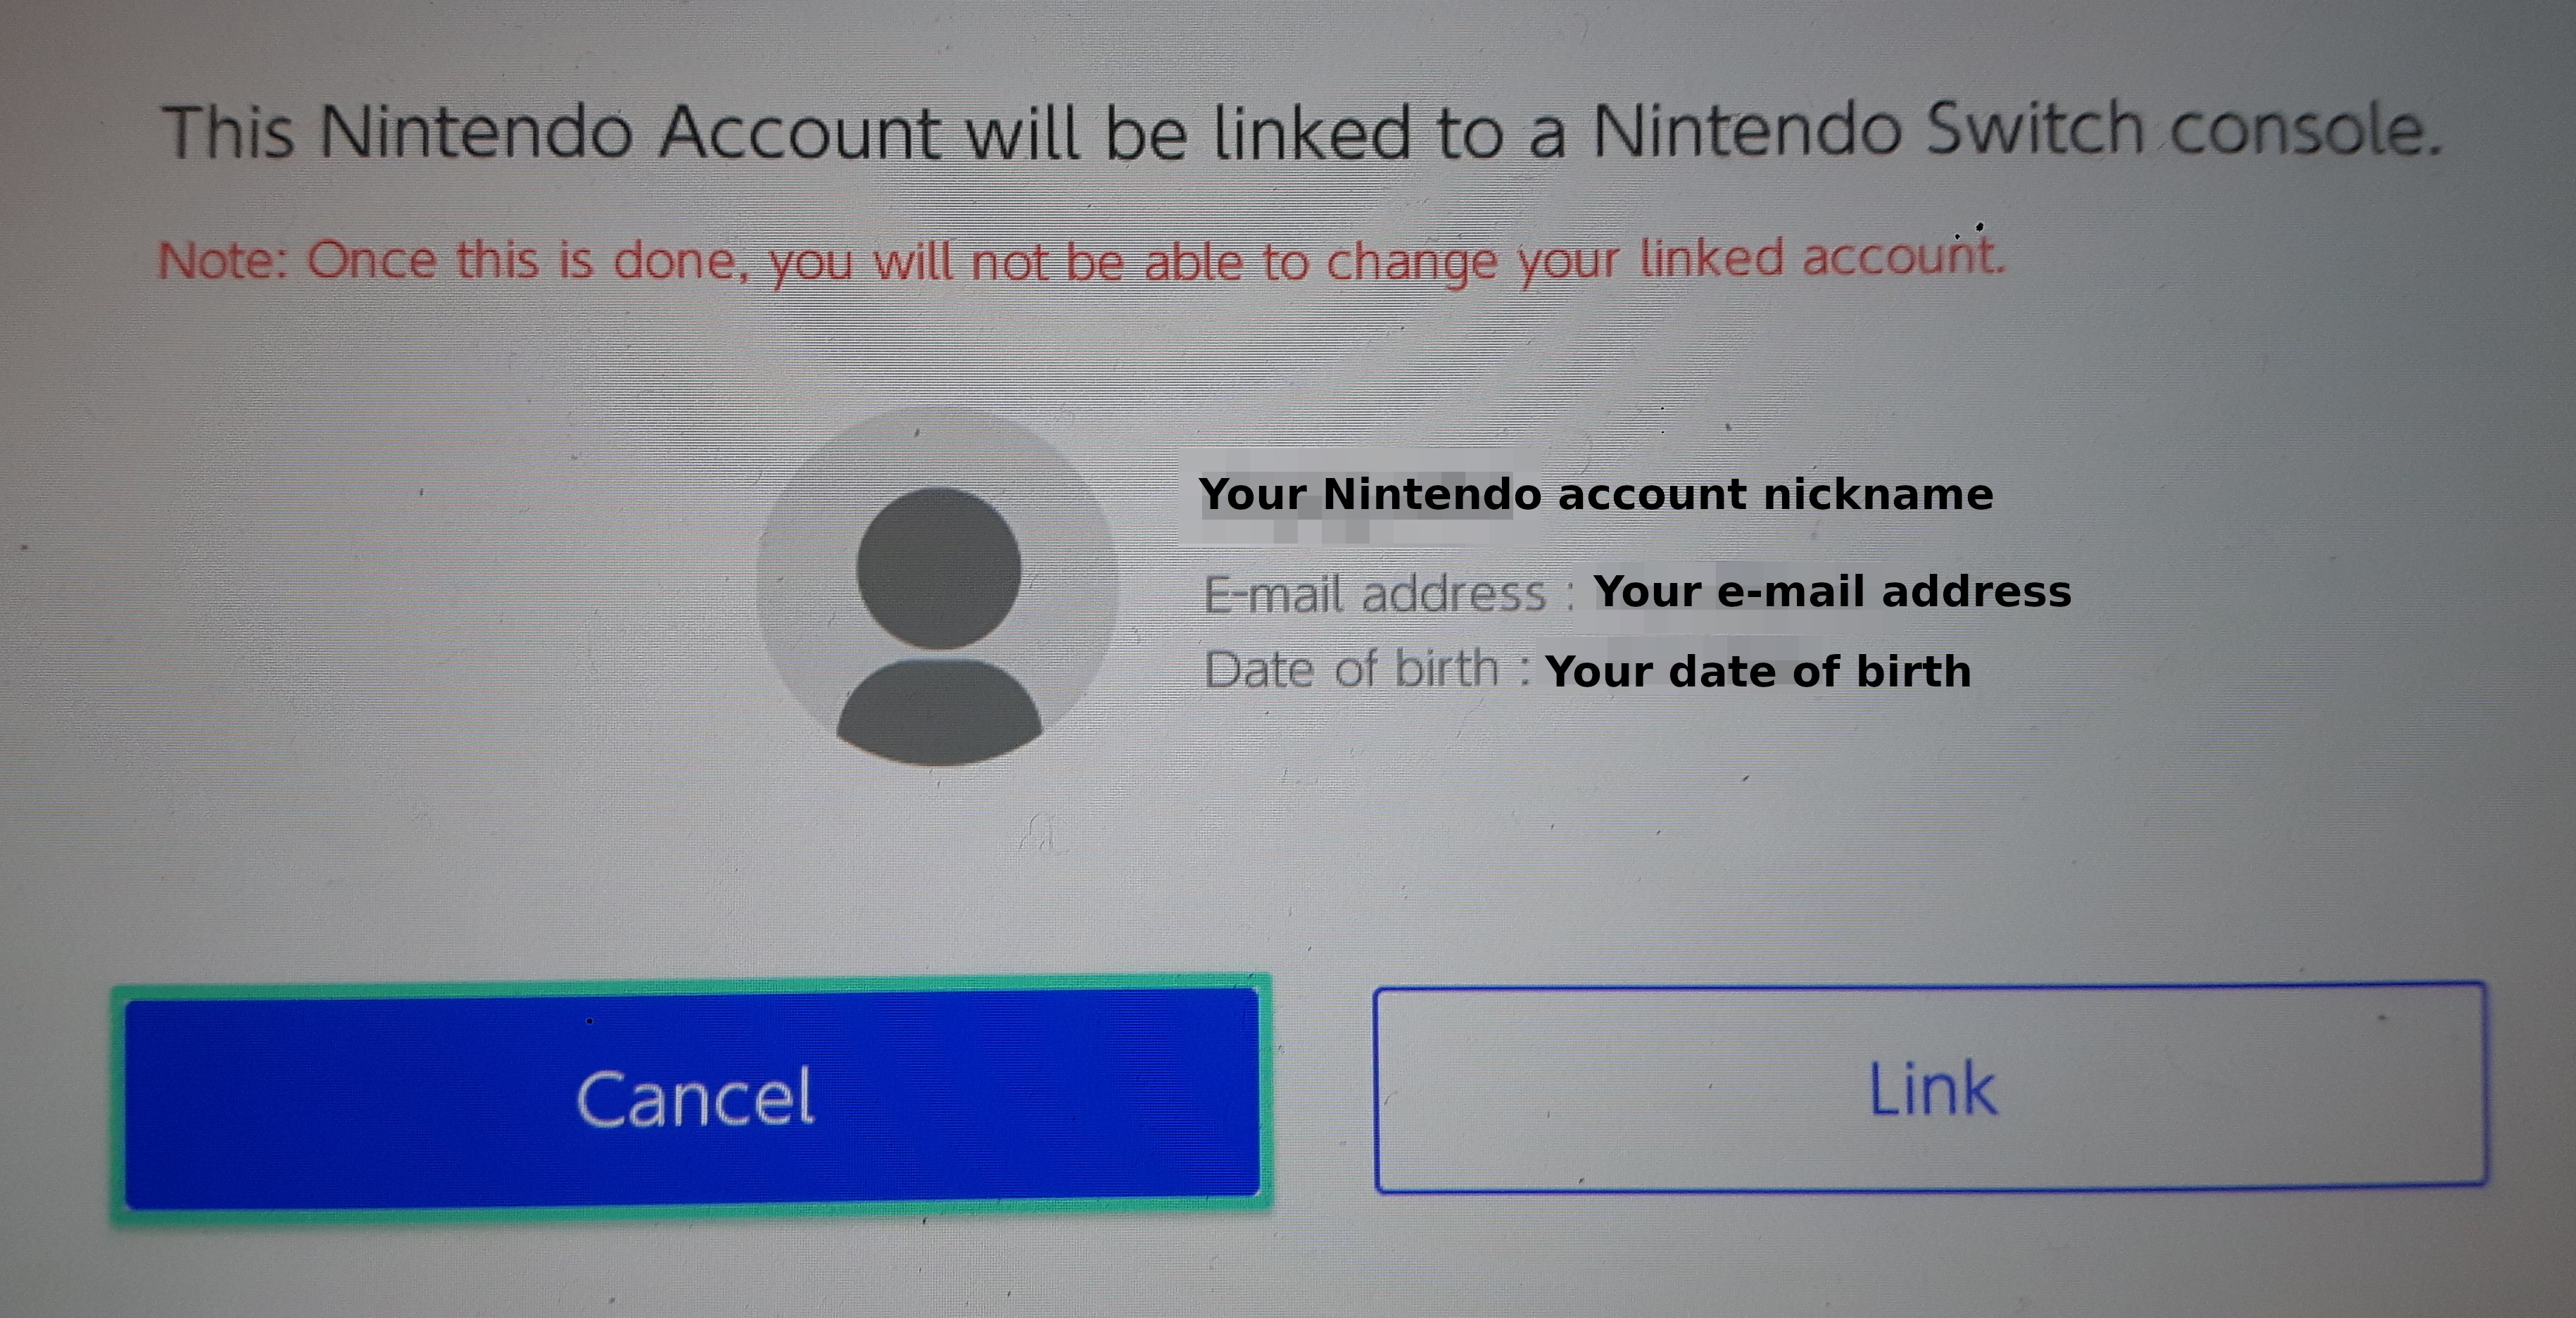 This Nintendo Account will be linked to a Nintendo Switch console.
Note: Once this is done, you will not be able to change your linked account.
Your Nintendo account nickname
E-mail address : Your e-mail address
Date of birth : Your date of birth
Cancel
Link